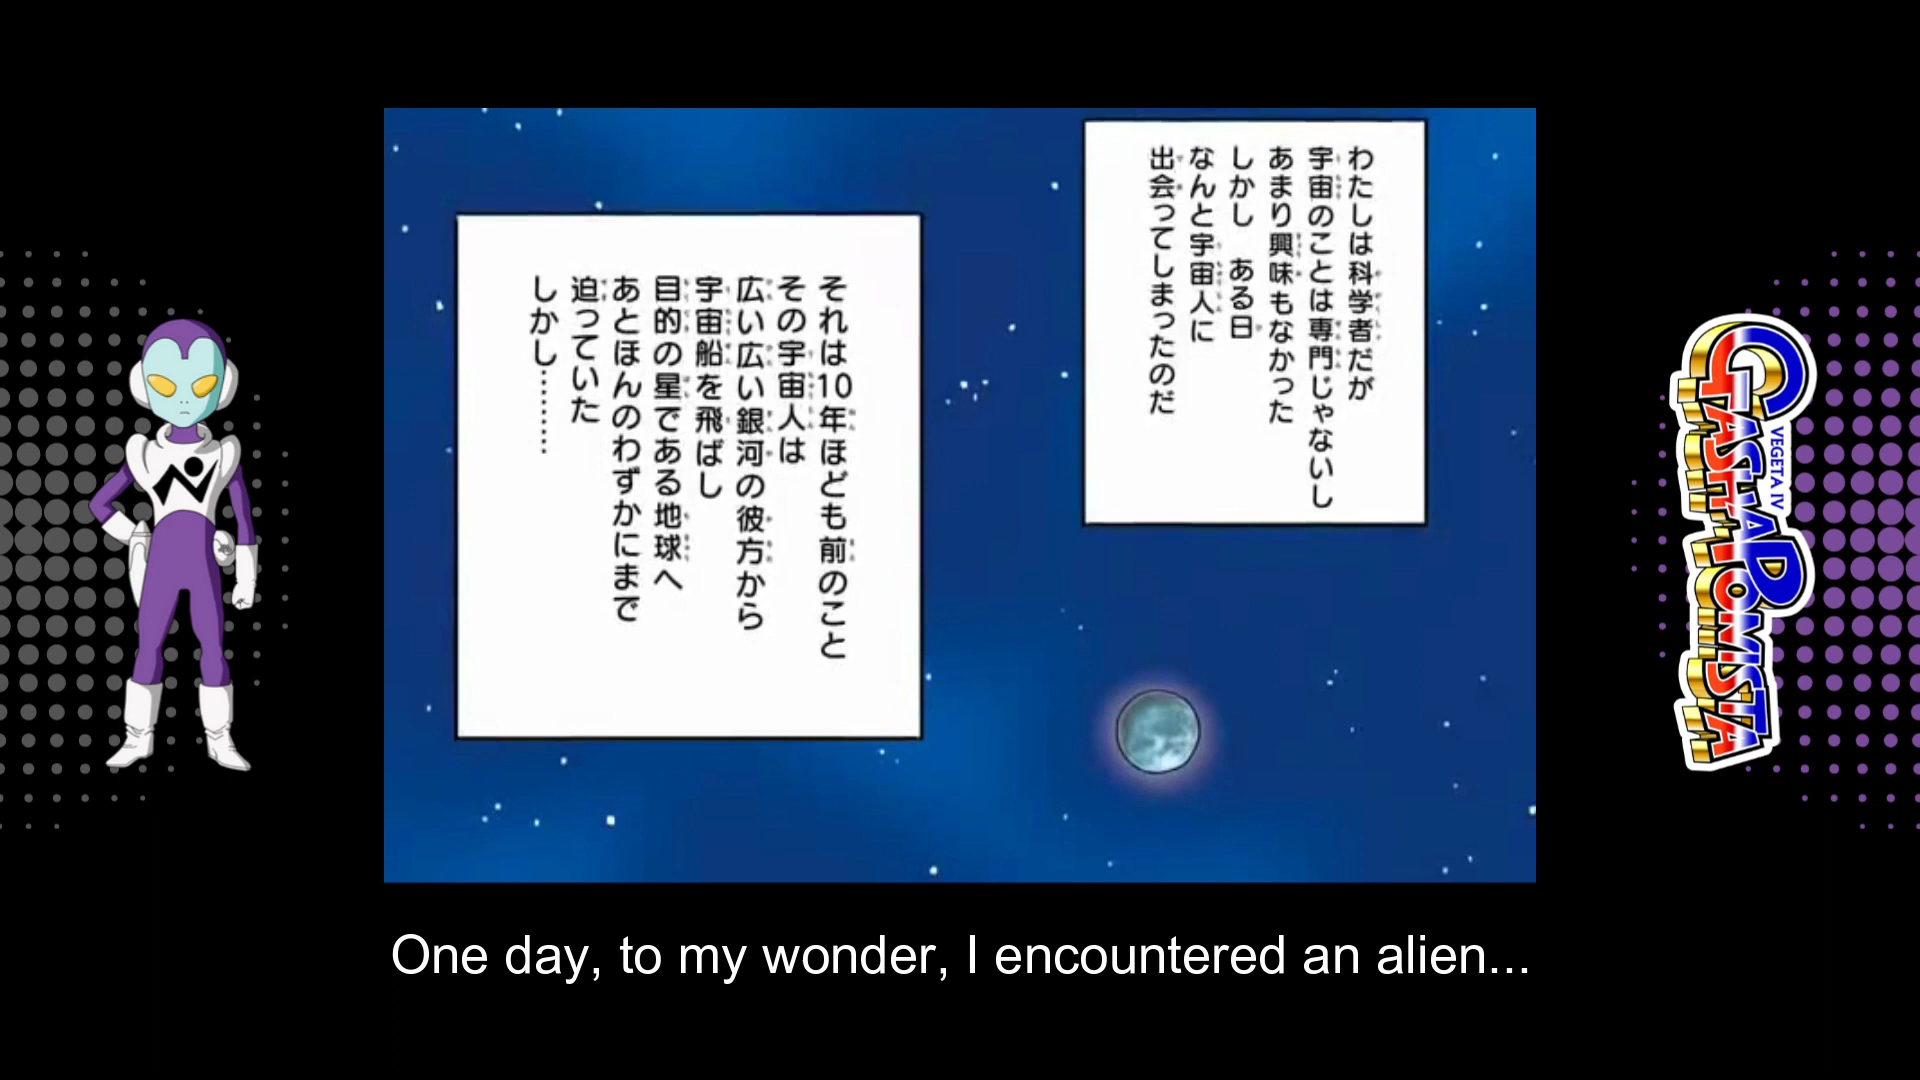 わたしは科学者だが
宇宙のことは専門じゃないし
あまり興味もなかった
しかし　ある日
なんと宇宙人に
出会ってしまったのだ
それは10年ほども前のこと
その宇宙人は
広い広い銀河の彼方から
宇宙船を飛ばし
目的の星である地球へ
あとほんのわずかにまで
迫っていた
しかし………
VEGETA IV
GASHABOMISTA
One day, to my wonder, I encountered an alien...